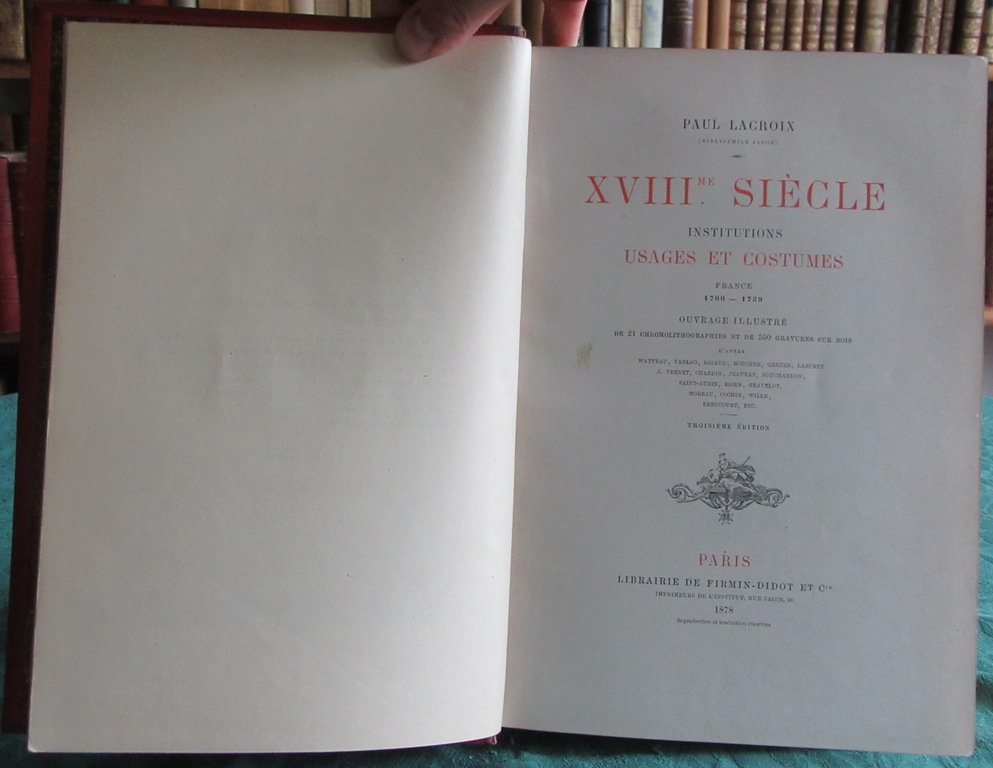 PAUL LACROIX
(BIBLIOPHILE JACOB)
XVIIIME. SIÈCLE
INSTITUTIONS
USAGES ET COSTUMES
FRANCE
1700 — 1789
OUVRAGE ILLUSTRÉ
DE 21 CHROMOLITHOGRAPHIES ET DE 350 GRAVURES SUR BOIS
D'APRÈS
WATTEAU, VANLOO, RIGAUD, BOUCHER, GREUZE, LANCRET
J. VERNET, CHARDIN, JEAURAT, BOUCHARDON,
SAINT-AUBIN, EISEN, GRAVELOT,
MOREAU, COCHIN, WILLE,
DEBUCOURT, ETC.
TROISIÈME ÉDITION
PARIS
LIBRAIRIE DE FIRMIN-DIDOT ET Cie
IMPRIMEURS DE L'INSTITUT, RUE JACOB, 56
1878
Reproduction et traduction réservées